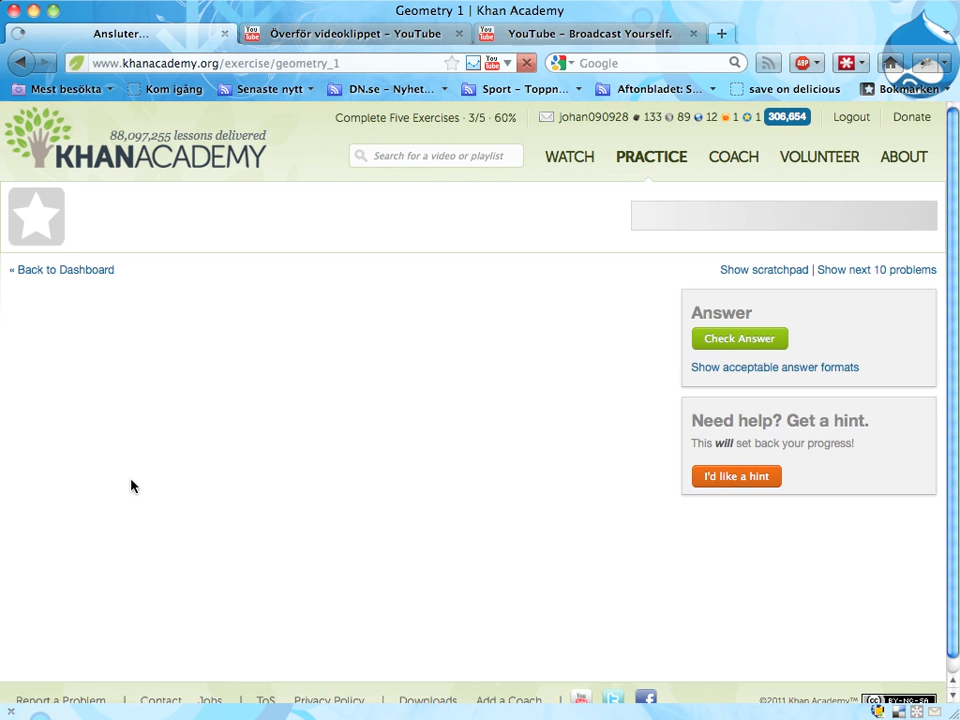 Geometry 1 | Khan Academy
Ansluter...
Överför videoklippet – YouTube
YouTube – Broadcast Yourself.
www.khanacademy.org/exercise/geometry_1
Google
Mest besökta
Kom igång
Senaste nytt
DN.se – Nyhet...
Sport – Toppn...
Aftonbladet: S...
save on delicious
Bokmärken
Complete Five Exercises · 3/5 · 60%
johan090928
133
89
12
1
1
306,654
Logout
Donate
88,097,255 lessons delivered
KHANACADEMY
Search for a video or playlist
WATCH
PRACTICE
COACH
VOLUNTEER
ABOUT
« Back to Dashboard
Show scratchpad | Show next 10 problems
Answer
Check Answer
Show acceptable answer formats
Need help? Get a hint.
This will set back your progress!
I'd like a hint
Report a Problem | Contact Jobs | ToS Privacy Policy | Downloads Add a Coach |
©2011 Khan Academy™
(cc) BY-NC-SA